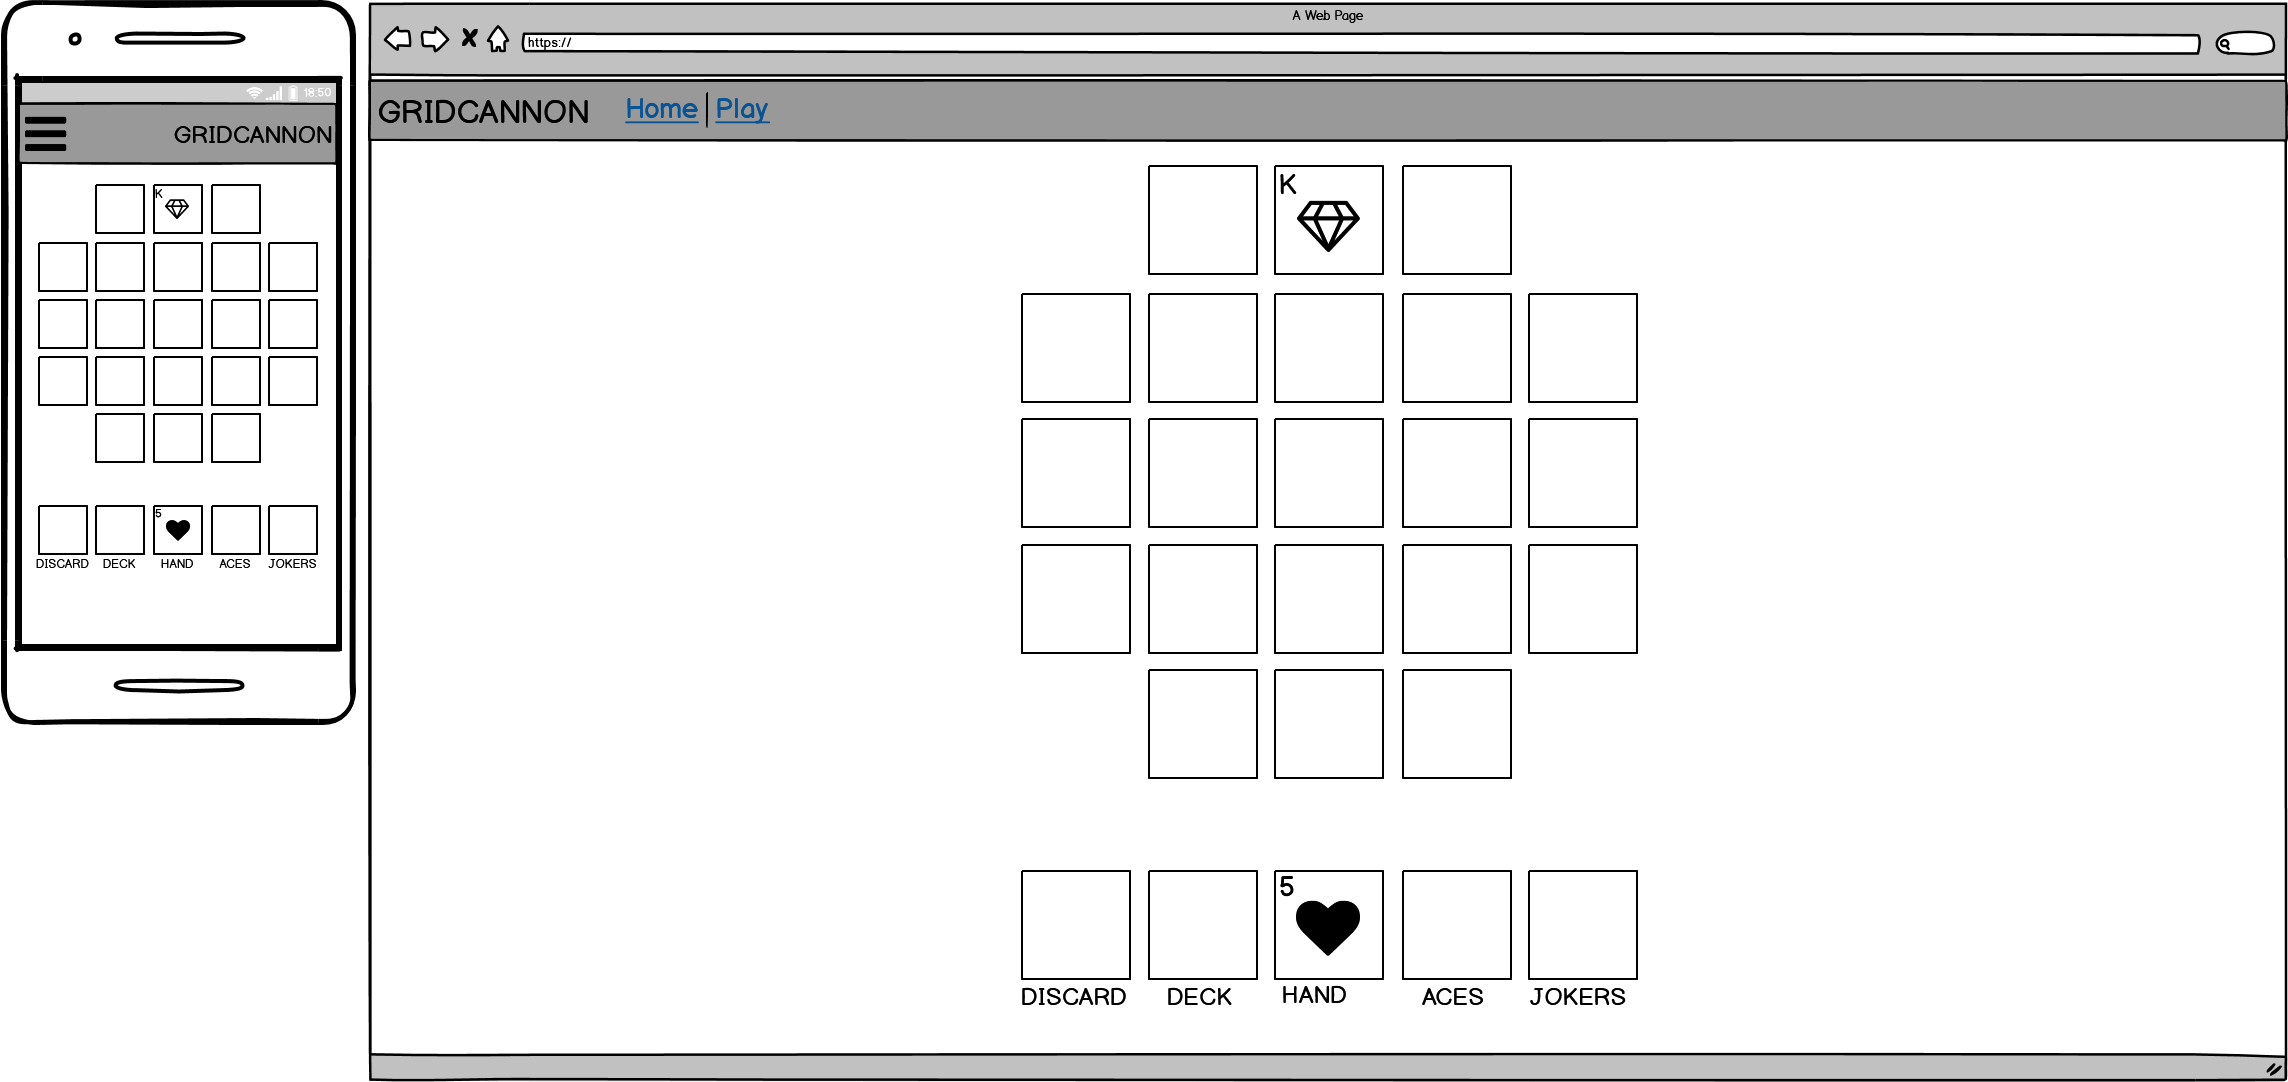 18:50
GRIDCANNON
K
5
DISCARD DECK HAND ACES JOKERS
A Web Page
https://
GRIDCANNON Home Play
K
5
DISCARD DECK HAND ACES JOKERS